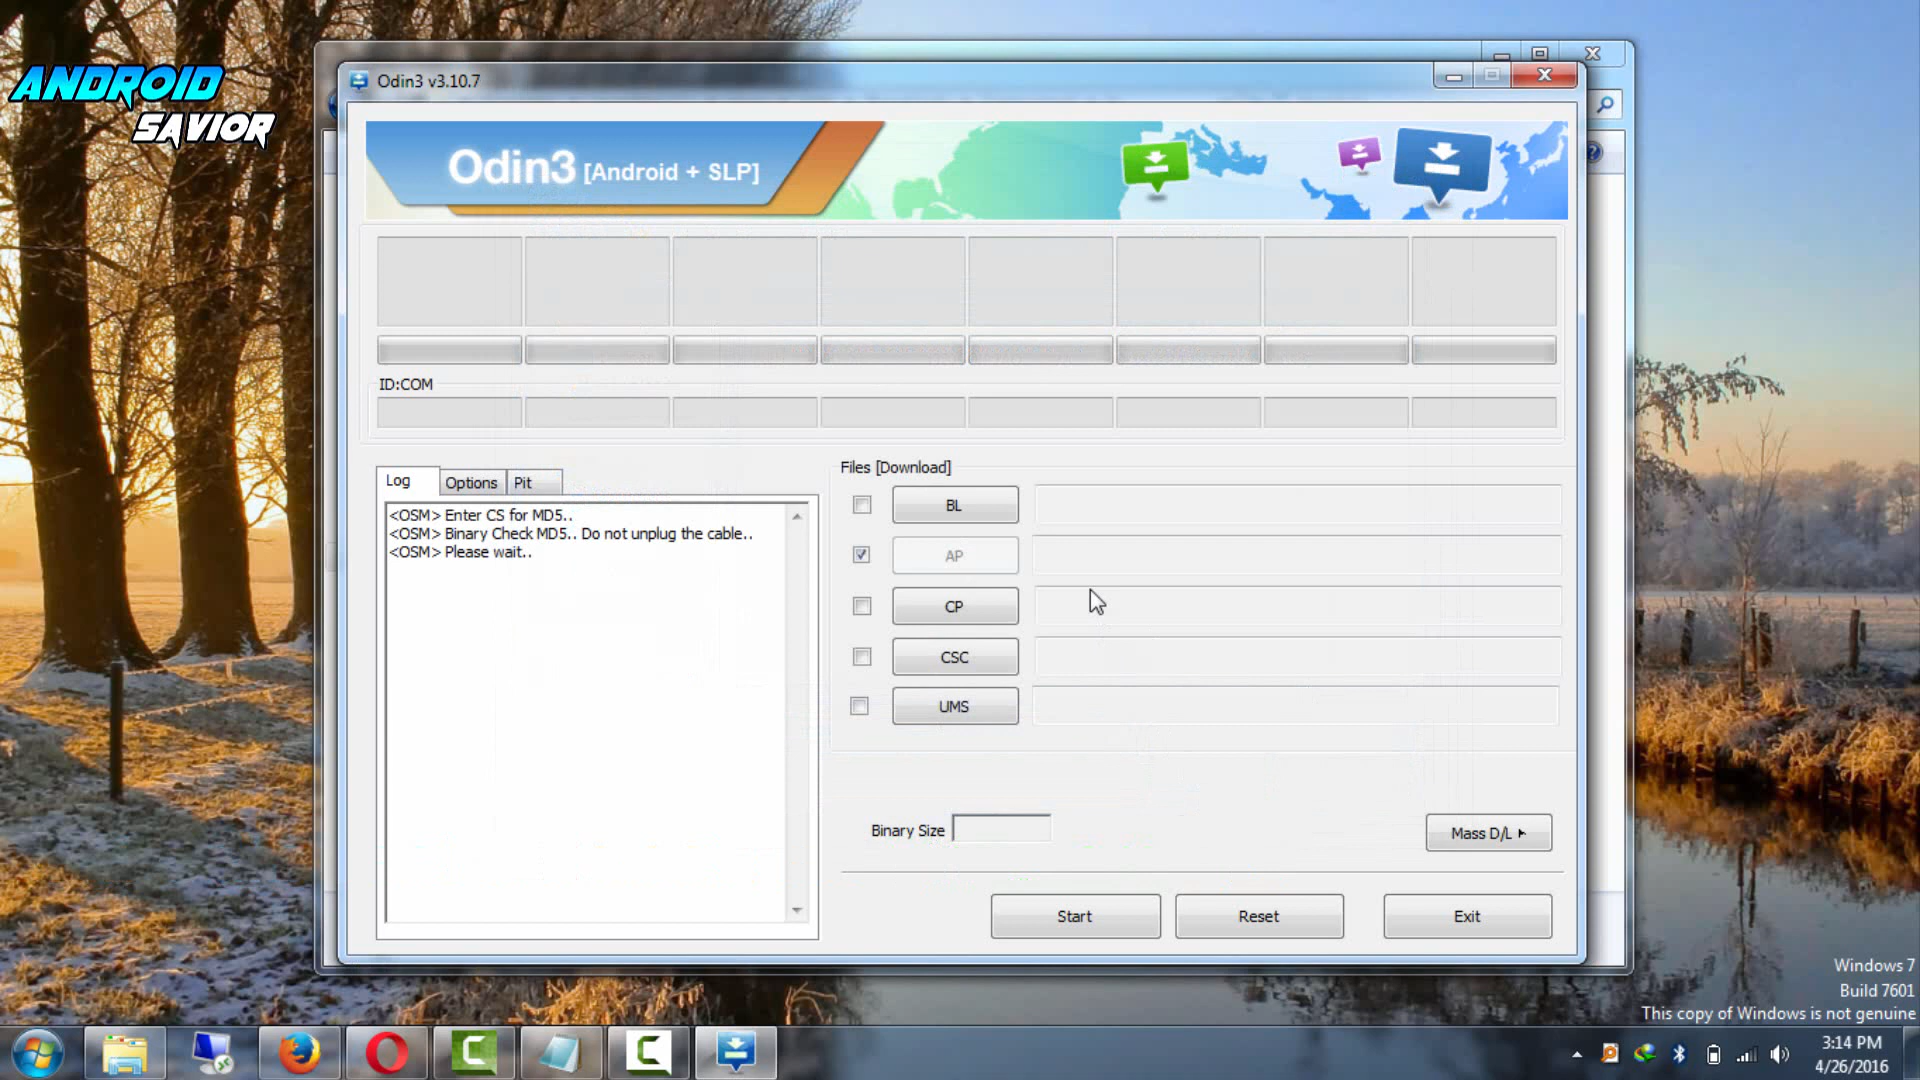 ANDROID
SAVIOR
Odin3 v3.10.7
Odin3 [Android + SLP]
ID:COM
Log
Options
Pit
<OSM> Enter CS for MD5..
<OSM> Binary Check MD5.. Do not unplug the cable..
<OSM> Please wait..
Files [Download]
BL
AP
CP
CSC
UMS
Binary Size
Mass D/L
Start
Reset
Exit
Windows 7
Build 7601
This copy of Windows is not genuine
3:14 PM
4/26/2016